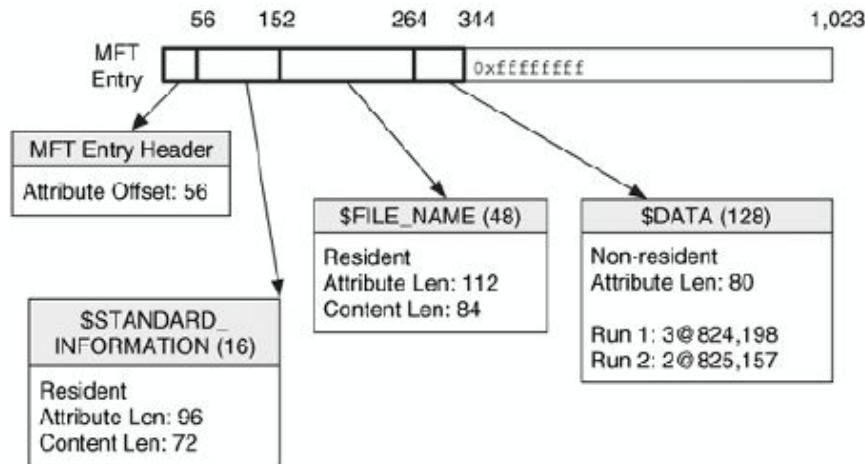 56 152 264 344 1,023
MFT
Entry
0xffffffff
MFT Entry Header
Attribute Offset: 56
$FILE_NAME (48)
Resident
Attribute Len: 112
Content Len: 84
$DATA (128)
Non-resident
Attribute Len: 80
Run 1: 3@824,198
Run 2: 2@825,157
$STANDARD_
INFORMATION (16)
Resident
Attribute Len: 96
Content Len: 72